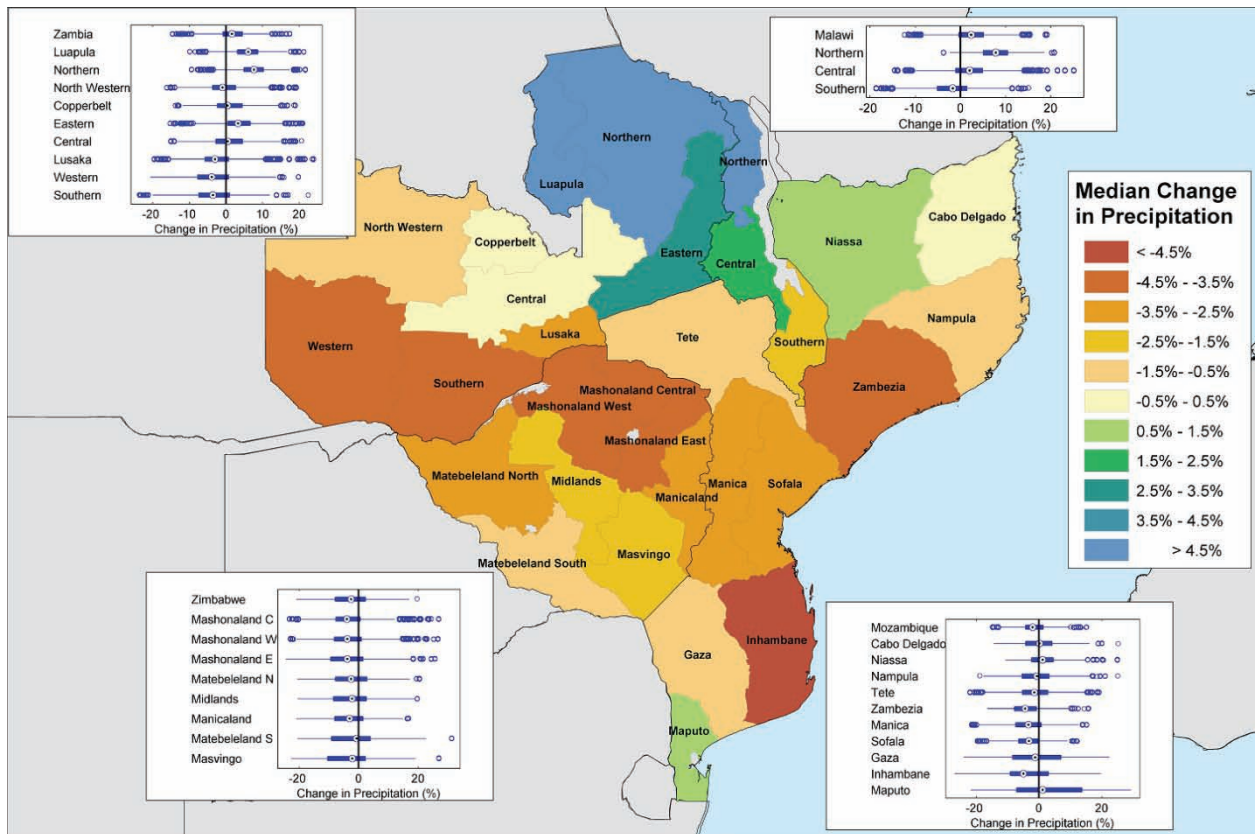 Zambia
Luapula
Northern
North Western
Copperbelt
Eastern
Central
Lusaka
Western
Southern
-20 -10 0 10 20
Change in Precipitation (%)
Malawi
Northern
Central
Southern
-20 -10 0 10 20
Change in Precipitation (%)
Northern
Northern
Luapula
North Western
Copperbelt
Eastern
Central
Niassa
Cabo Delgado
Central
Lusaka
Tete
Southern
Nampula
Western
Southern
Zambezia
Mashonaland Central
Mashonaland West
Mashonaland East
Matebeleland North
Midlands
Manicaland
Manica
Sofala
Masvingo
Matebeleland South
Gaza
Inhambane
Maputo
Median Change
in Precipitation
< -4.5%
-4.5% - -3.5%
-3.5% - -2.5%
-2.5%- -1.5%
-1.5%- -0.5%
-0.5% - 0.5%
0.5% - 1.5%
1.5% - 2.5%
2.5% - 3.5%
3.5% - 4.5%
> 4.5%
Zimbabwe
Mashonaland C
Mashonaland W
Mashonaland E
Matebeleland N
Midlands
Manicaland
Matebeleland S
Masvingo
-20 0 20
Change in Precipitation (%)
Mozambique
Cabo Delgado
Niassa
Nampula
Tete
Zambezia
Manica
Sofala
Gaza
Inhambane
Maputo
-20 0 20
Change in Precipitation (%)